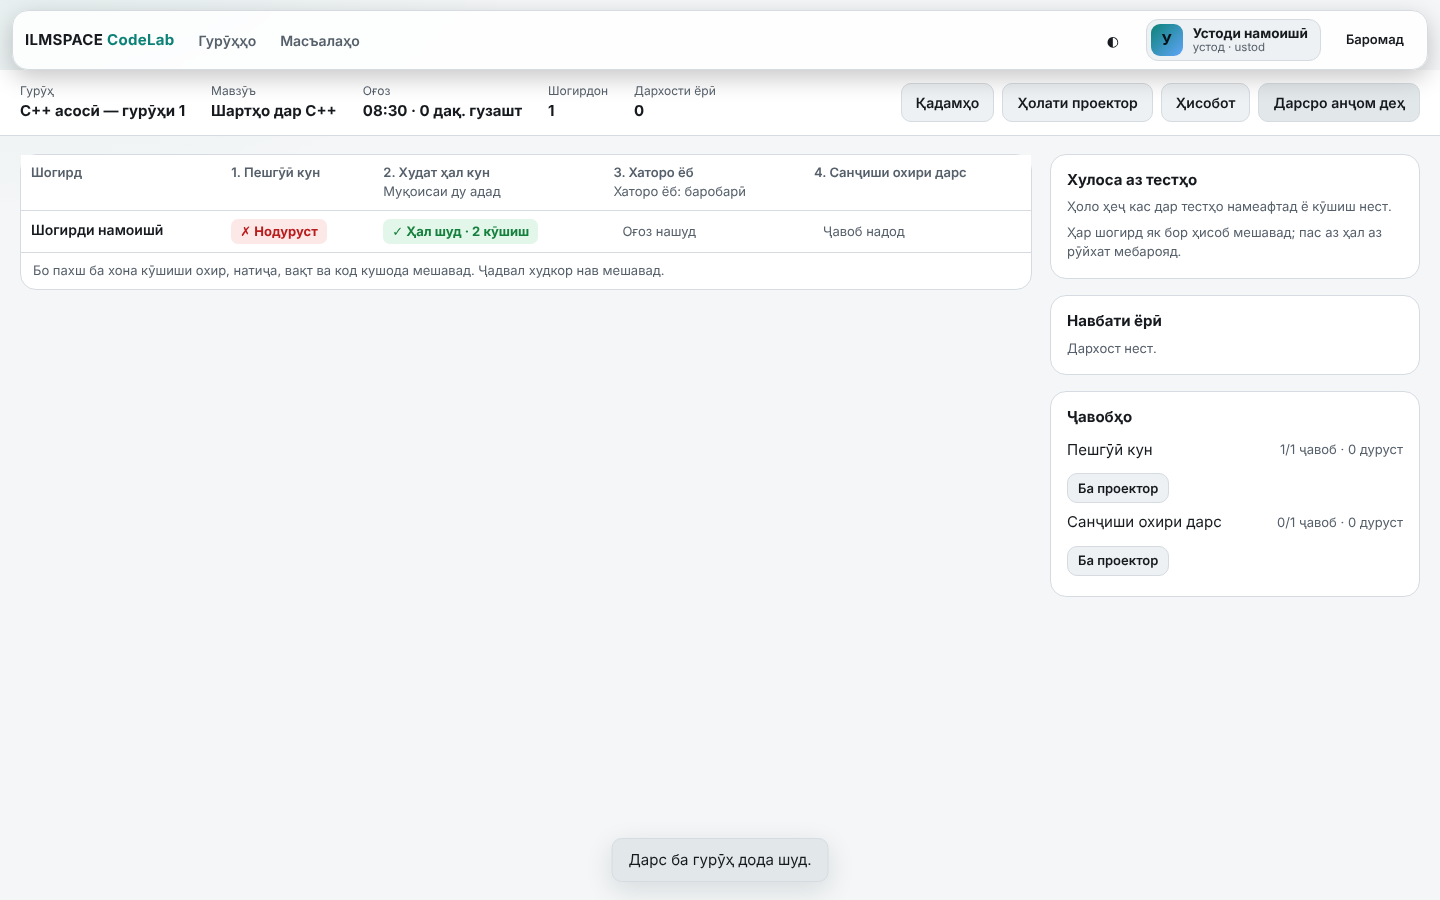 ILMSPACE CodeLab
Гурӯҳҳо
Масъалаҳо
◐
У
Устоди намоишӣ
устод · ustod
Баромад
Гурӯҳ
C++ асосӣ — гурӯҳи 1
Мавзӯъ
Шартҳо дар C++
Оғоз
08:30 · 0 дақ. гузашт
Шогирдон
1
Дархости ёрӣ
0
Қадамҳо
Ҳолати проектор
Ҳисобот
Дарсро анҷом деҳ
Шогирд
1. Пешгӯӣ кун
2. Худат ҳал кун
Муқоисаи ду адад
3. Хаторо ёб
Хаторо ёб: баробарӣ
4. Санҷиши охири дарс
Шогирди намоишӣ
✗ Нодуруст
✓ Ҳал шуд · 2 кӯшиш
Оғоз нашуд
Ҷавоб надод
Бо пахш ба хона кӯшиши охир, натиҷа, вақт ва код кушода мешавад. Ҷадвал худкор нав мешавад.
Хулоса аз тестҳо
Ҳоло ҳеҷ кас дар тестҳо намеафтад ё кӯшиш нест.
Ҳар шогирд як бор ҳисоб мешавад; пас аз ҳал аз
рӯйхат мебарояд.
Навбати ёрӣ
Дархост нест.
Ҷавобҳо
Пешгӯӣ кун
1/1 ҷавоб · 0 дуруст
Ба проектор
Санҷиши охири дарс
0/1 ҷавоб · 0 дуруст
Ба проектор
Дарс ба гурӯҳ дода шуд.